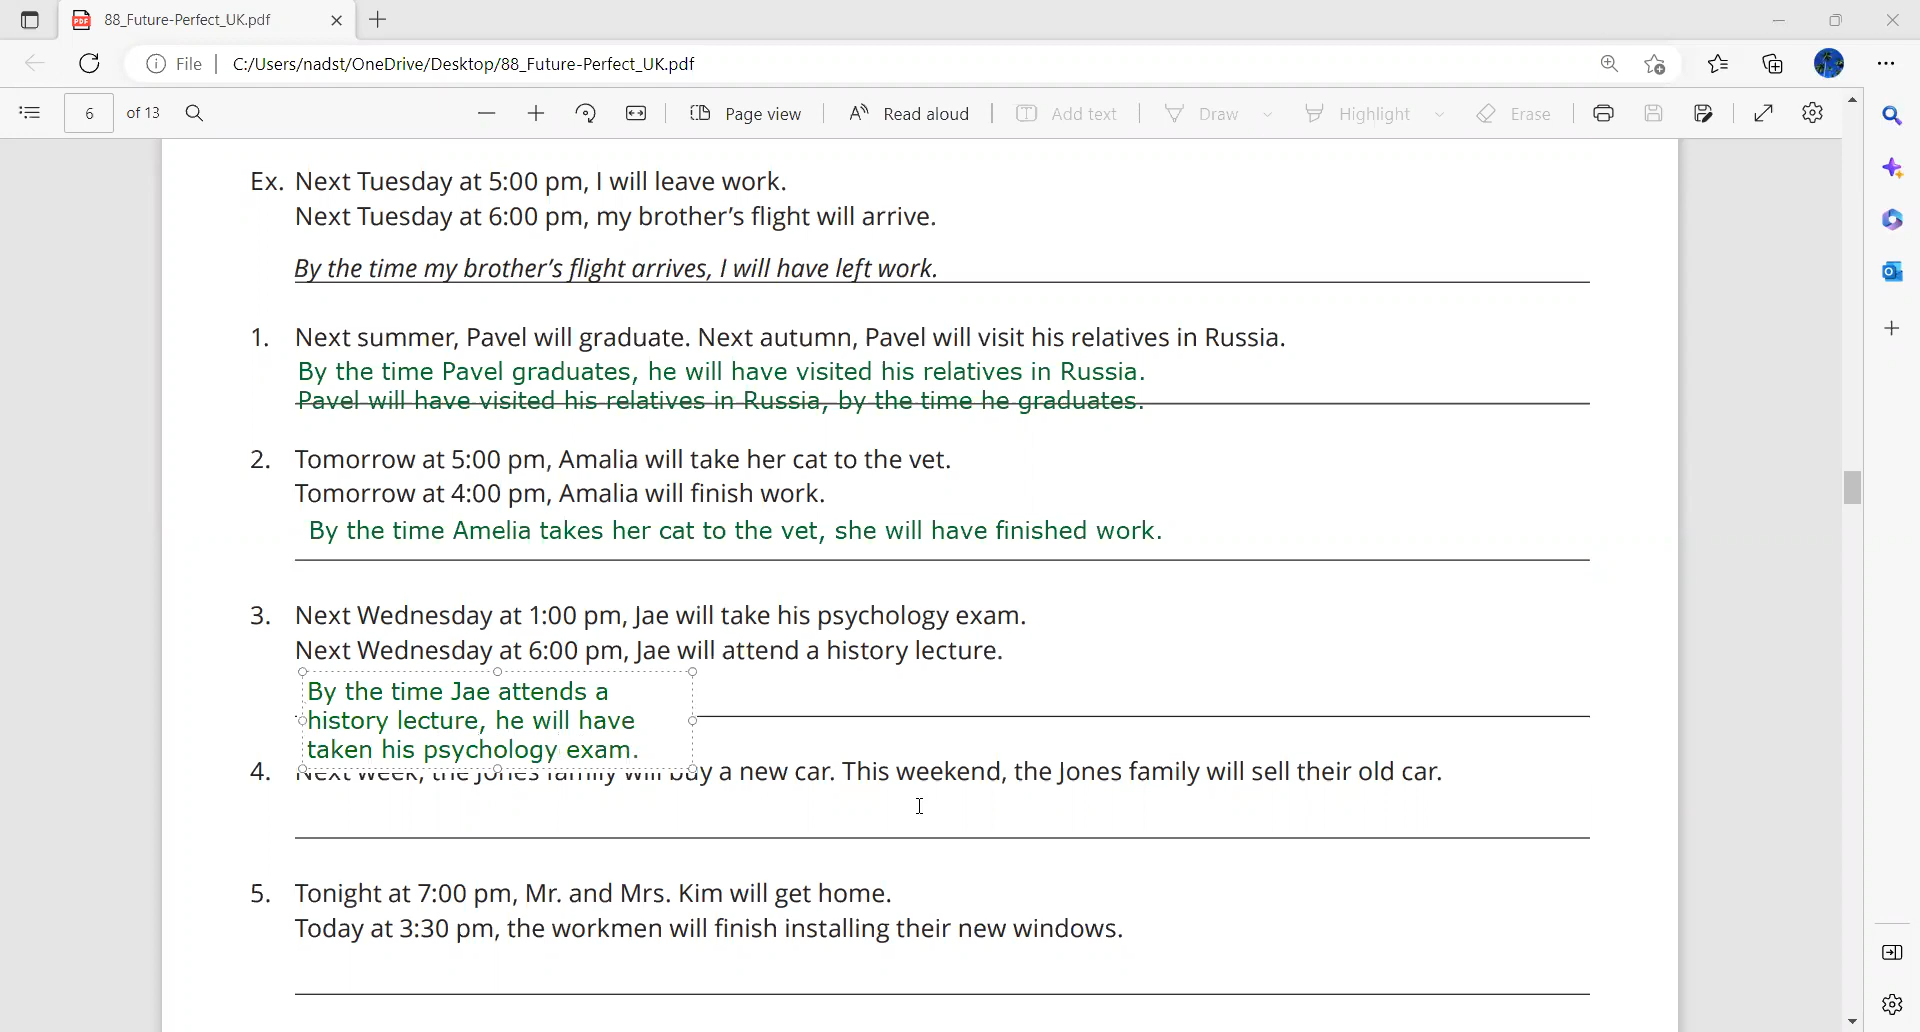 88_Future-Perfect_UK.pdf
File C:/Users/nadst/OneDrive/Desktop/88_Future-Perfect_UK.pdf
6 of 13 Page view Read aloud Add text Draw Highlight Erase
Ex. Next Tuesday at 5:00 pm, I will leave work.
Next Tuesday at 6:00 pm, my brother's flight will arrive.
By the time my brother's flight arrives, I will have left work.
1. Next summer, Pavel will graduate. Next autumn, Pavel will visit his relatives in Russia.
By the time Pavel graduates, he will have visited his relatives in Russia.
Pavel will have visited his relatives in Russia, by the time he graduates.
2. Tomorrow at 5:00 pm, Amalia will take her cat to the vet.
Tomorrow at 4:00 pm, Amalia will finish work.
By the time Amelia takes her cat to the vet, she will have finished work.
3. Next Wednesday at 1:00 pm, Jae will take his psychology exam.
Next Wednesday at 6:00 pm, Jae will attend a history lecture.
By the time Jae attends a
history lecture, he will have
taken his psychology exam.
4. Next week, the Jones family will buy a new car. This weekend, the Jones family will sell their old car.
5. Tonight at 7:00 pm, Mr. and Mrs. Kim will get home.
Today at 3:30 pm, the workmen will finish installing their new windows.